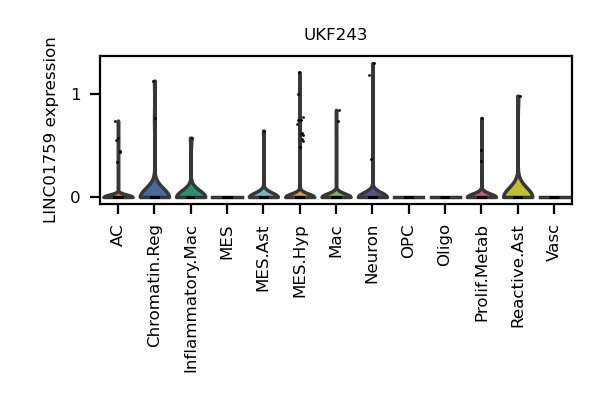 UKF243
LINC01759 expression
1
0
AC
Chromatin.Reg
Inflammatory.Mac
MES
MES.Ast
MES.Hyp
Mac
Neuron
OPC
Oligo
Prolif.Metab
Reactive.Ast
Vasc